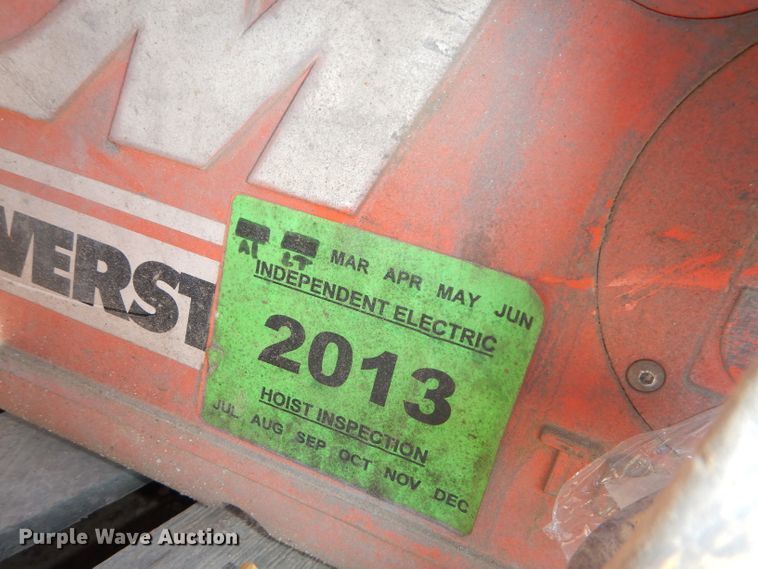 M
VERST
MAR APR MAY JUN
INDEPENDENT ELECTRIC
2013
HOIST INSPECTION
JUL AUG SEP OCT NOV DEC
T
Purple Wave Auction